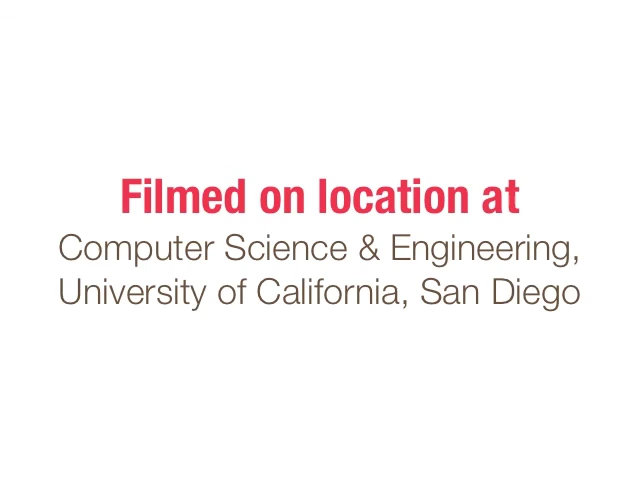 Filmed on location at
Computer Science & Engineering,
University of California, San Diego